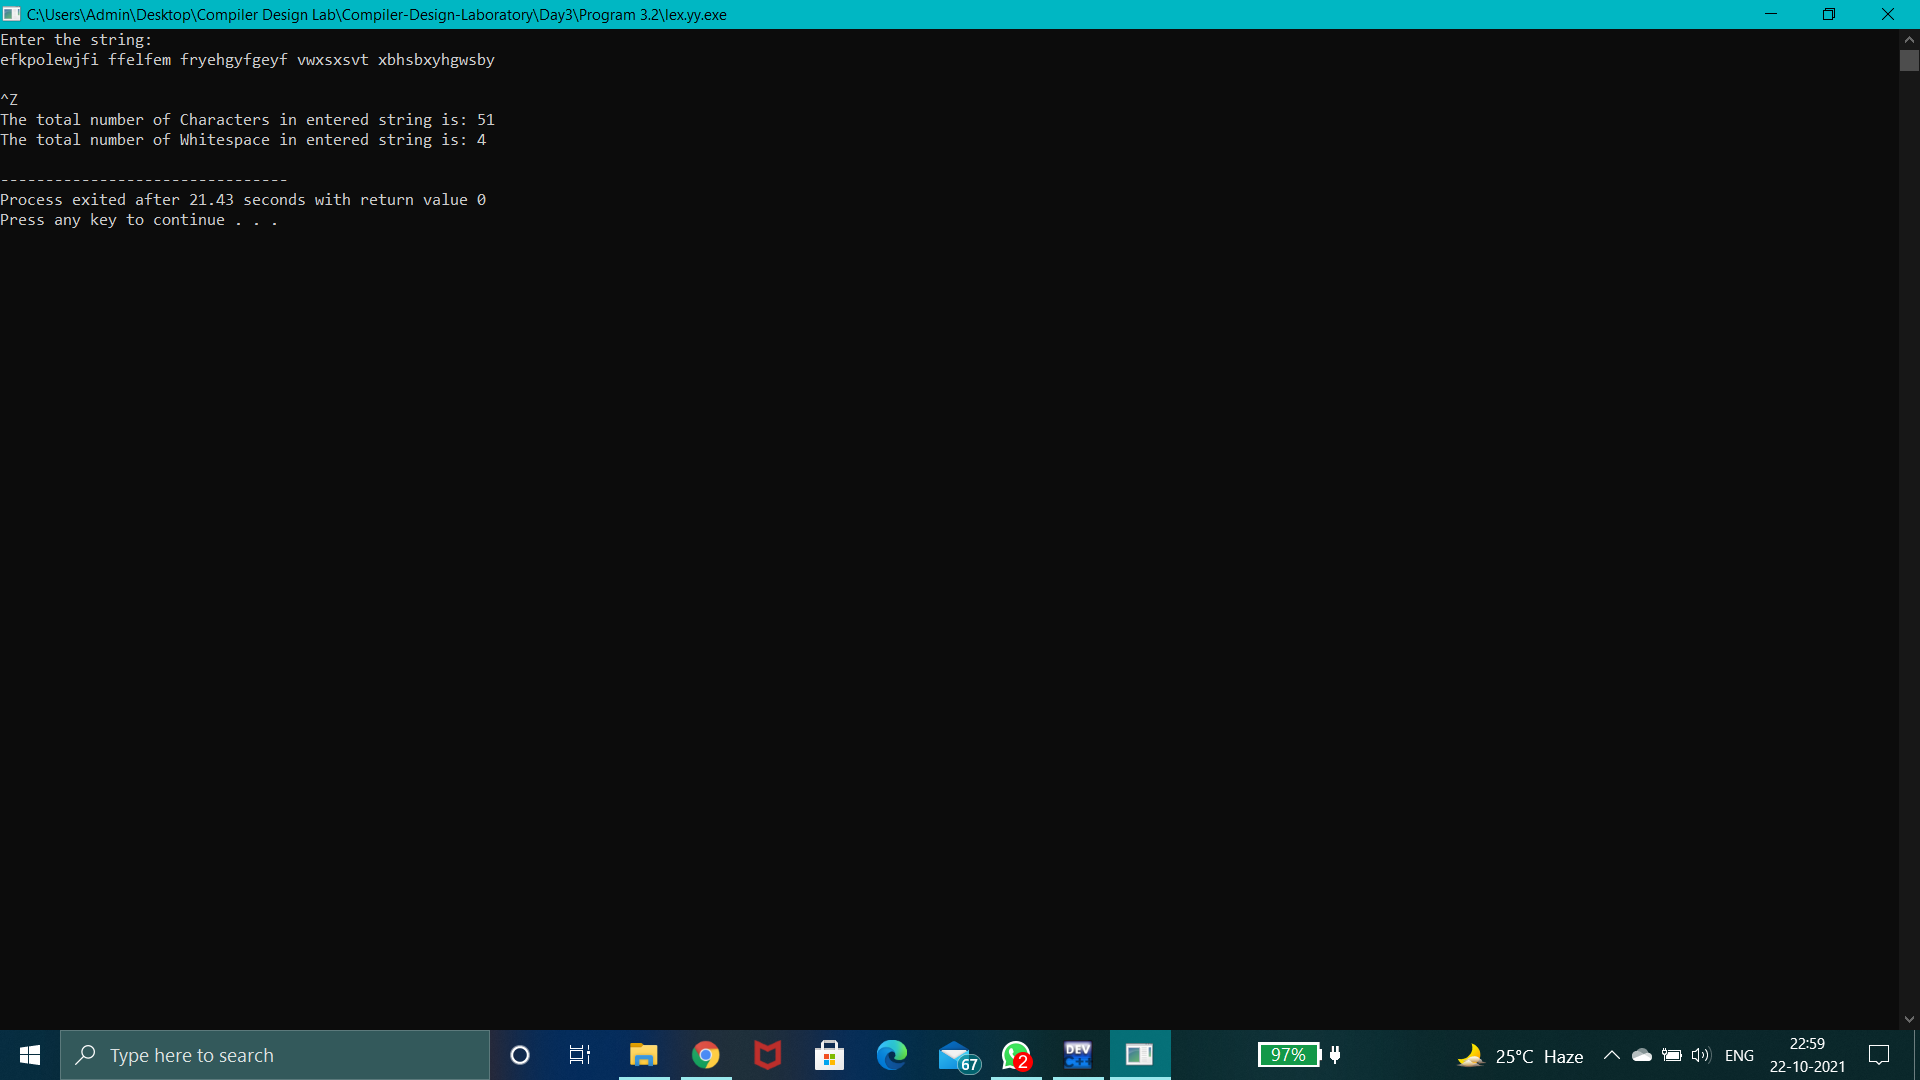 C:\Users\Admin\Desktop\Compiler Design Lab\Compiler-Design-Laboratory\Day3\Program 3.2\lex.yy.exe
Enter the string:
efkpolewjfi ffelfem fryehgyfgeyf vwxsxsvt xbhsbxyhgwsby
^Z
The total number of Characters in entered string is: 51
The total number of Whitespace in entered string is: 4
--------------------------------
Process exited after 21.43 seconds with return value 0
Press any key to continue . . .
Type here to search
67
2
DEV
C++
97%
25°C Haze
ENG
22:59
22-10-2021